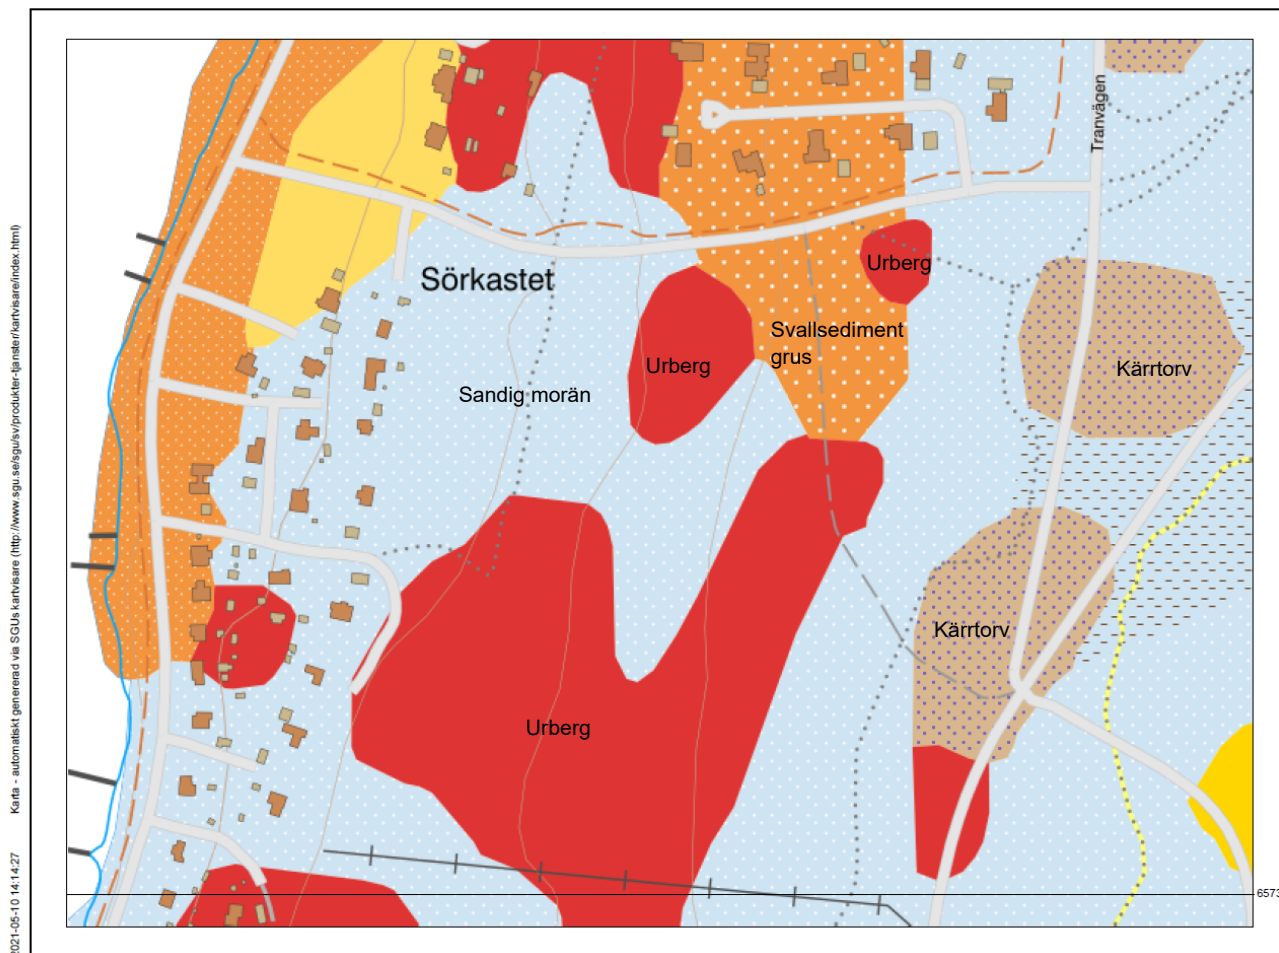 Tranvägen
Urberg
Sörkastet
Svallsediment
grus
Urberg
Kärrtorv
Sandig morän
Kärrtorv
Urberg
6573
Karta - automatiskt genererad via SGUs kartvisare (http://www.sgu.se/sgu/sv/produkter-tjanster/kartvisare/index.html)
2021-05-10 14:14:27